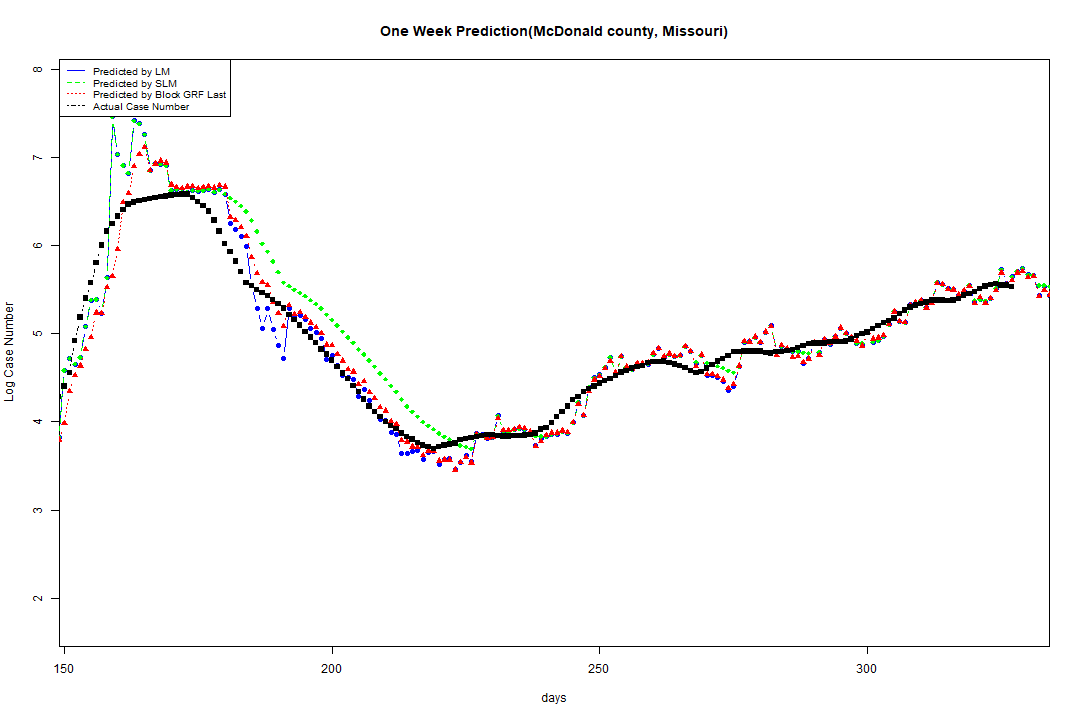 One Week Prediction(McDonald county, Missouri)
Predicted by LM
Predicted by SLM
Predicted by Block GRF Last
Actual Case Number
8
7
6
5
4
3
2
Log Case Number
150 200 250 300
days